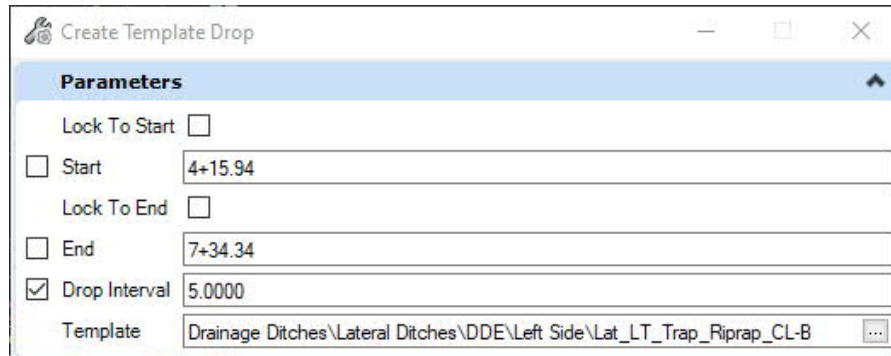 Create Template Drop
Parameters
Lock To Start
Start 4+15.94
Lock To End
End 7+34.34
Drop Interval 5.0000
Template Drainage Ditches\Lateral Ditches\DDE\Left Side\Lat_LT_Trap_Riprap_CL-B ...